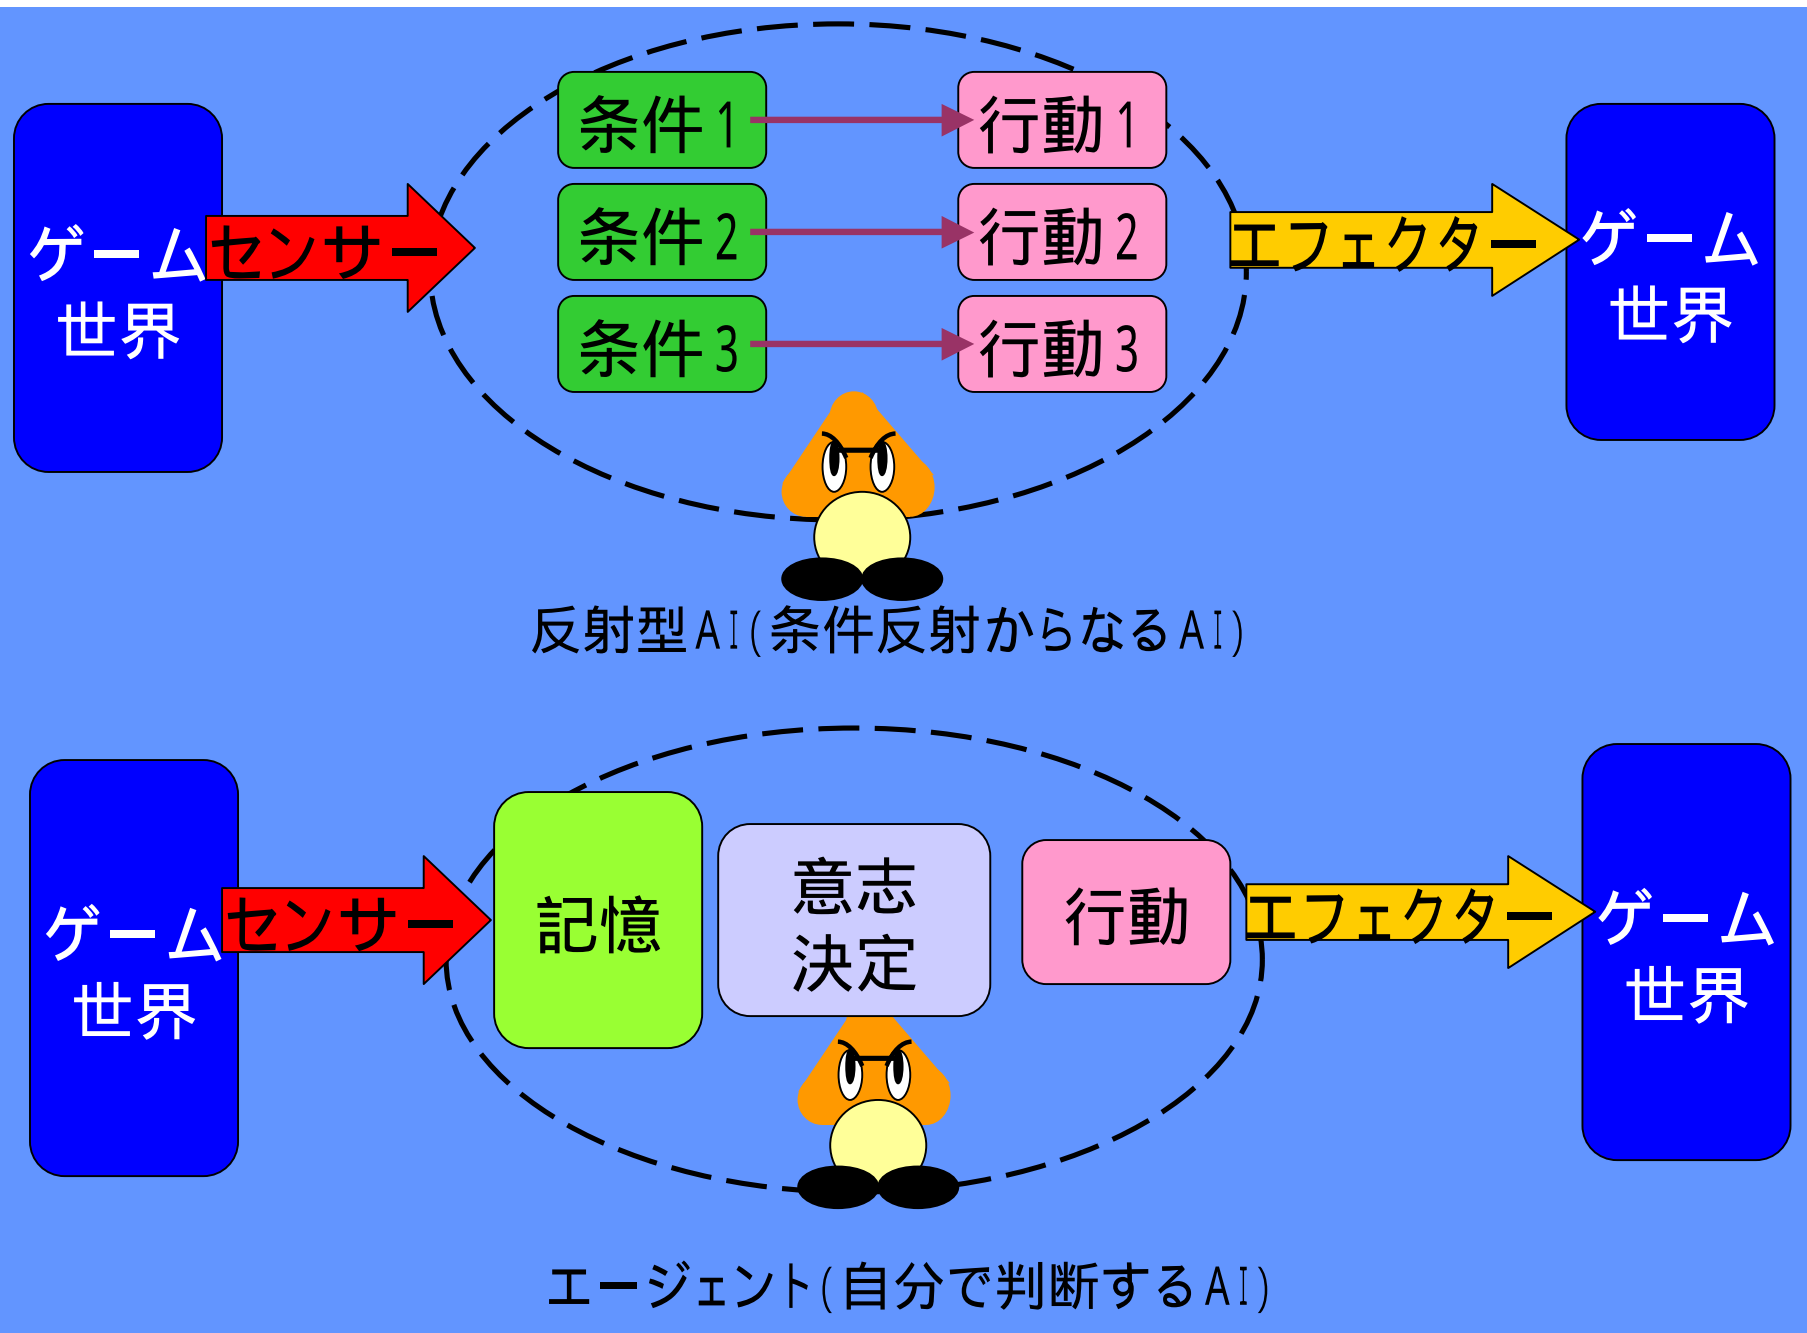 条件1
行動1
条件2
行動2
条件3
行動3
ゲーム
世界
センサー
エフェクター
ゲーム
世界
反射型AI(条件反射からなるAI)
ゲーム
世界
センサー
記憶
意志
決定
行動
エフェクター
ゲーム
世界
エージェント(自分で判断するAI)